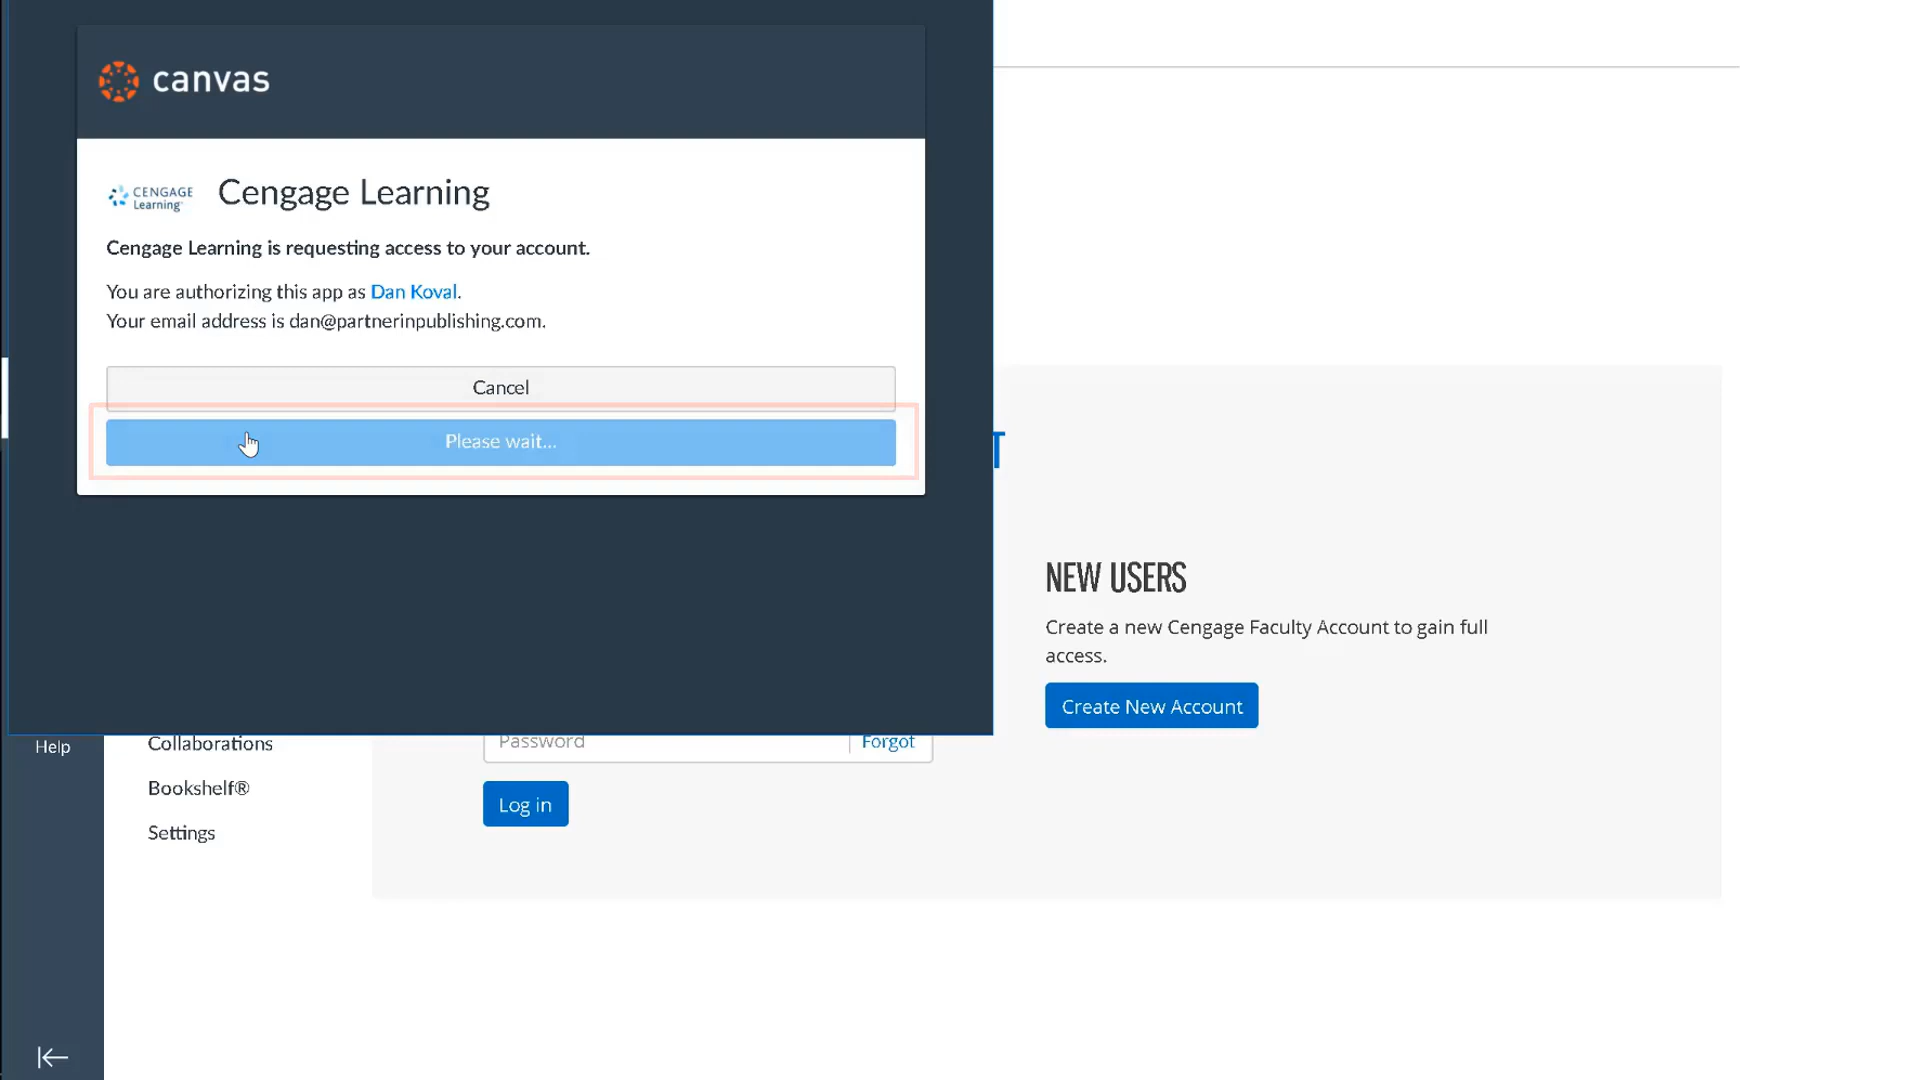 canvas
CENGAGE
Learning
Cengage Learning
Cengage Learning is requesting access to your account.
You are authorizing this app as Dan Koval.
Your email address is dan@partnerinpublishing.com.
Cancel
Please wait...
T
NEW USERS
Create a new Cengage Faculty Account to gain full
access.
Create New Account
Help
Collaborations
Password
Forgot
Bookshelf®
Log in
Settings